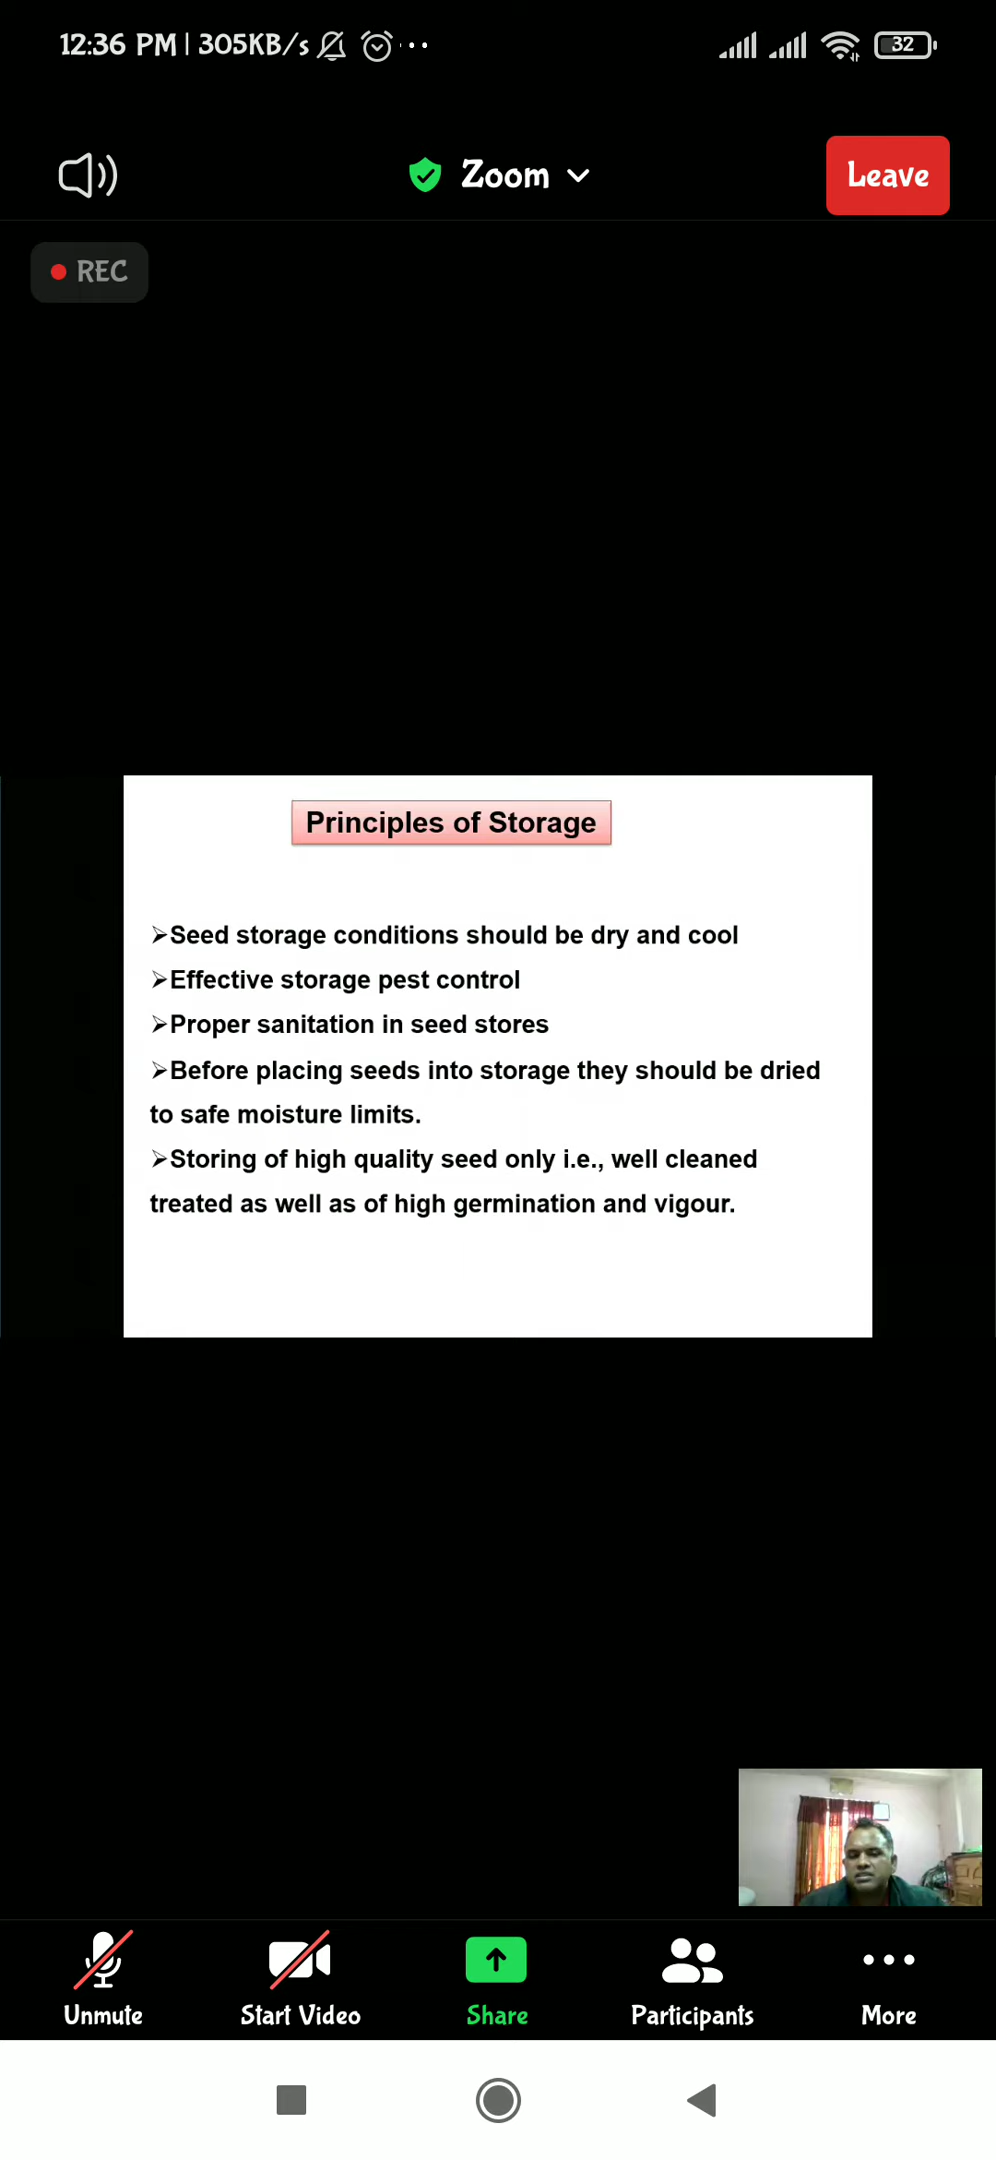 12:36 PM | 305KB/s
32
Zoom
Leave
REC
Principles of Storage
➢Seed storage conditions should be dry and cool
➢Effective storage pest control
➢Proper sanitation in seed stores
➢Before placing seeds into storage they should be dried
to safe moisture limits.
➢Storing of high quality seed only i.e., well cleaned
treated as well as of high germination and vigour.
Unmute
Start Video
Share
Participants
More